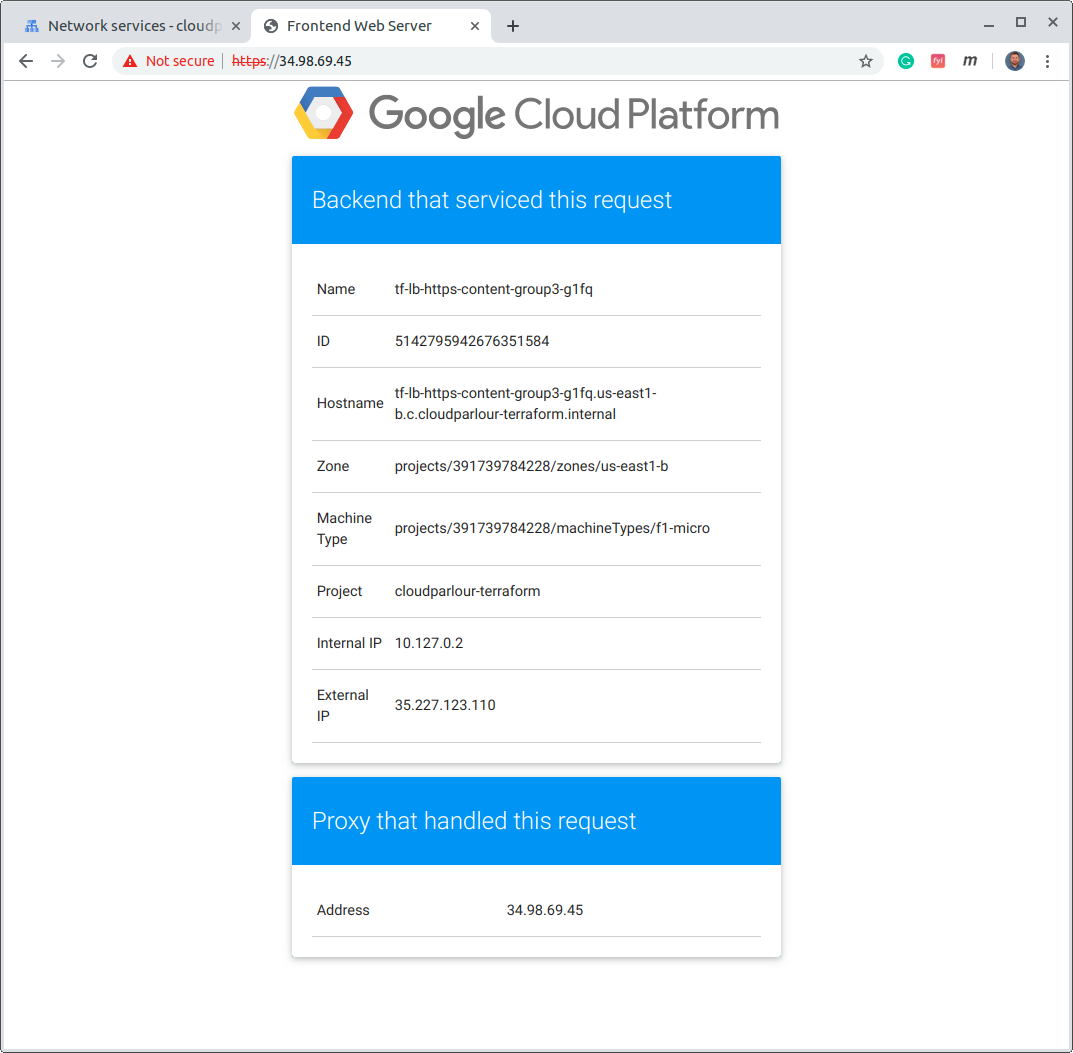 Network services - cloudp
Frontend Web Server
Not secure
https://34.98.69.45
fyi
m
Google Cloud Platform
Backend that serviced this request
Name tf-lb-https-content-group3-g1fq
ID 5142795942676351584
Hostname tf-lb-https-content-group3-g1fq.us-east1-
b.c.cloudparlour-terraform.internal
Zone projects/391739784228/zones/us-east1-b
Machine
Type projects/391739784228/machineTypes/f1-micro
Project cloudparlour-terraform
Internal IP 10.127.0.2
External
IP 35.227.123.110
Proxy that handled this request
Address 34.98.69.45